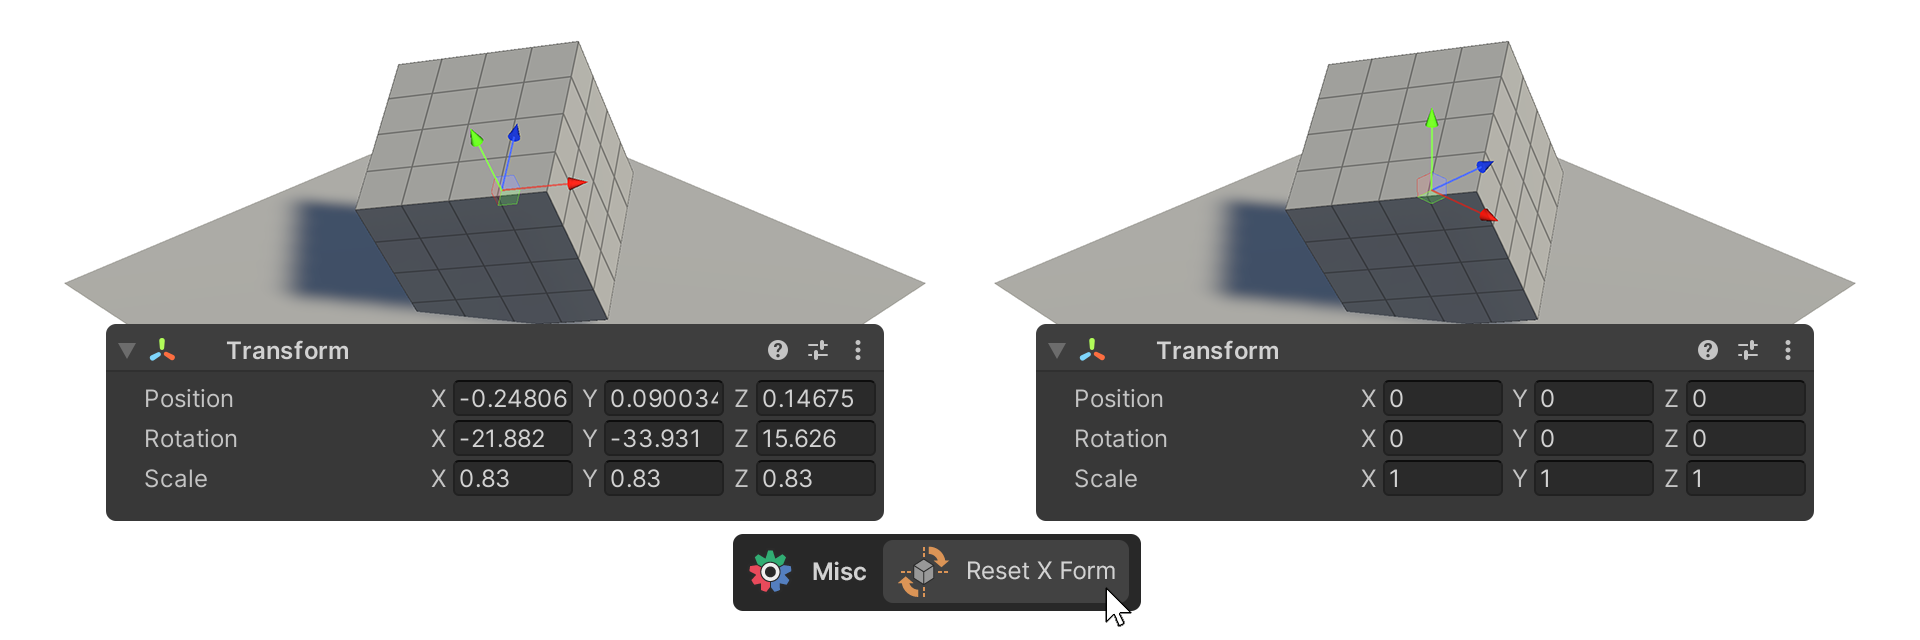 Transform
Position X -0.24806 Y 0.090034 Z 0.14675
Rotation X -21.882 Y -33.931 Z 15.626
Scale X 0.83 Y 0.83 Z 0.83
Transform
Position X 0 Y 0 Z 0
Rotation X 0 Y 0 Z 0
Scale X 1 Y 1 Z 1
Misc Reset X Form